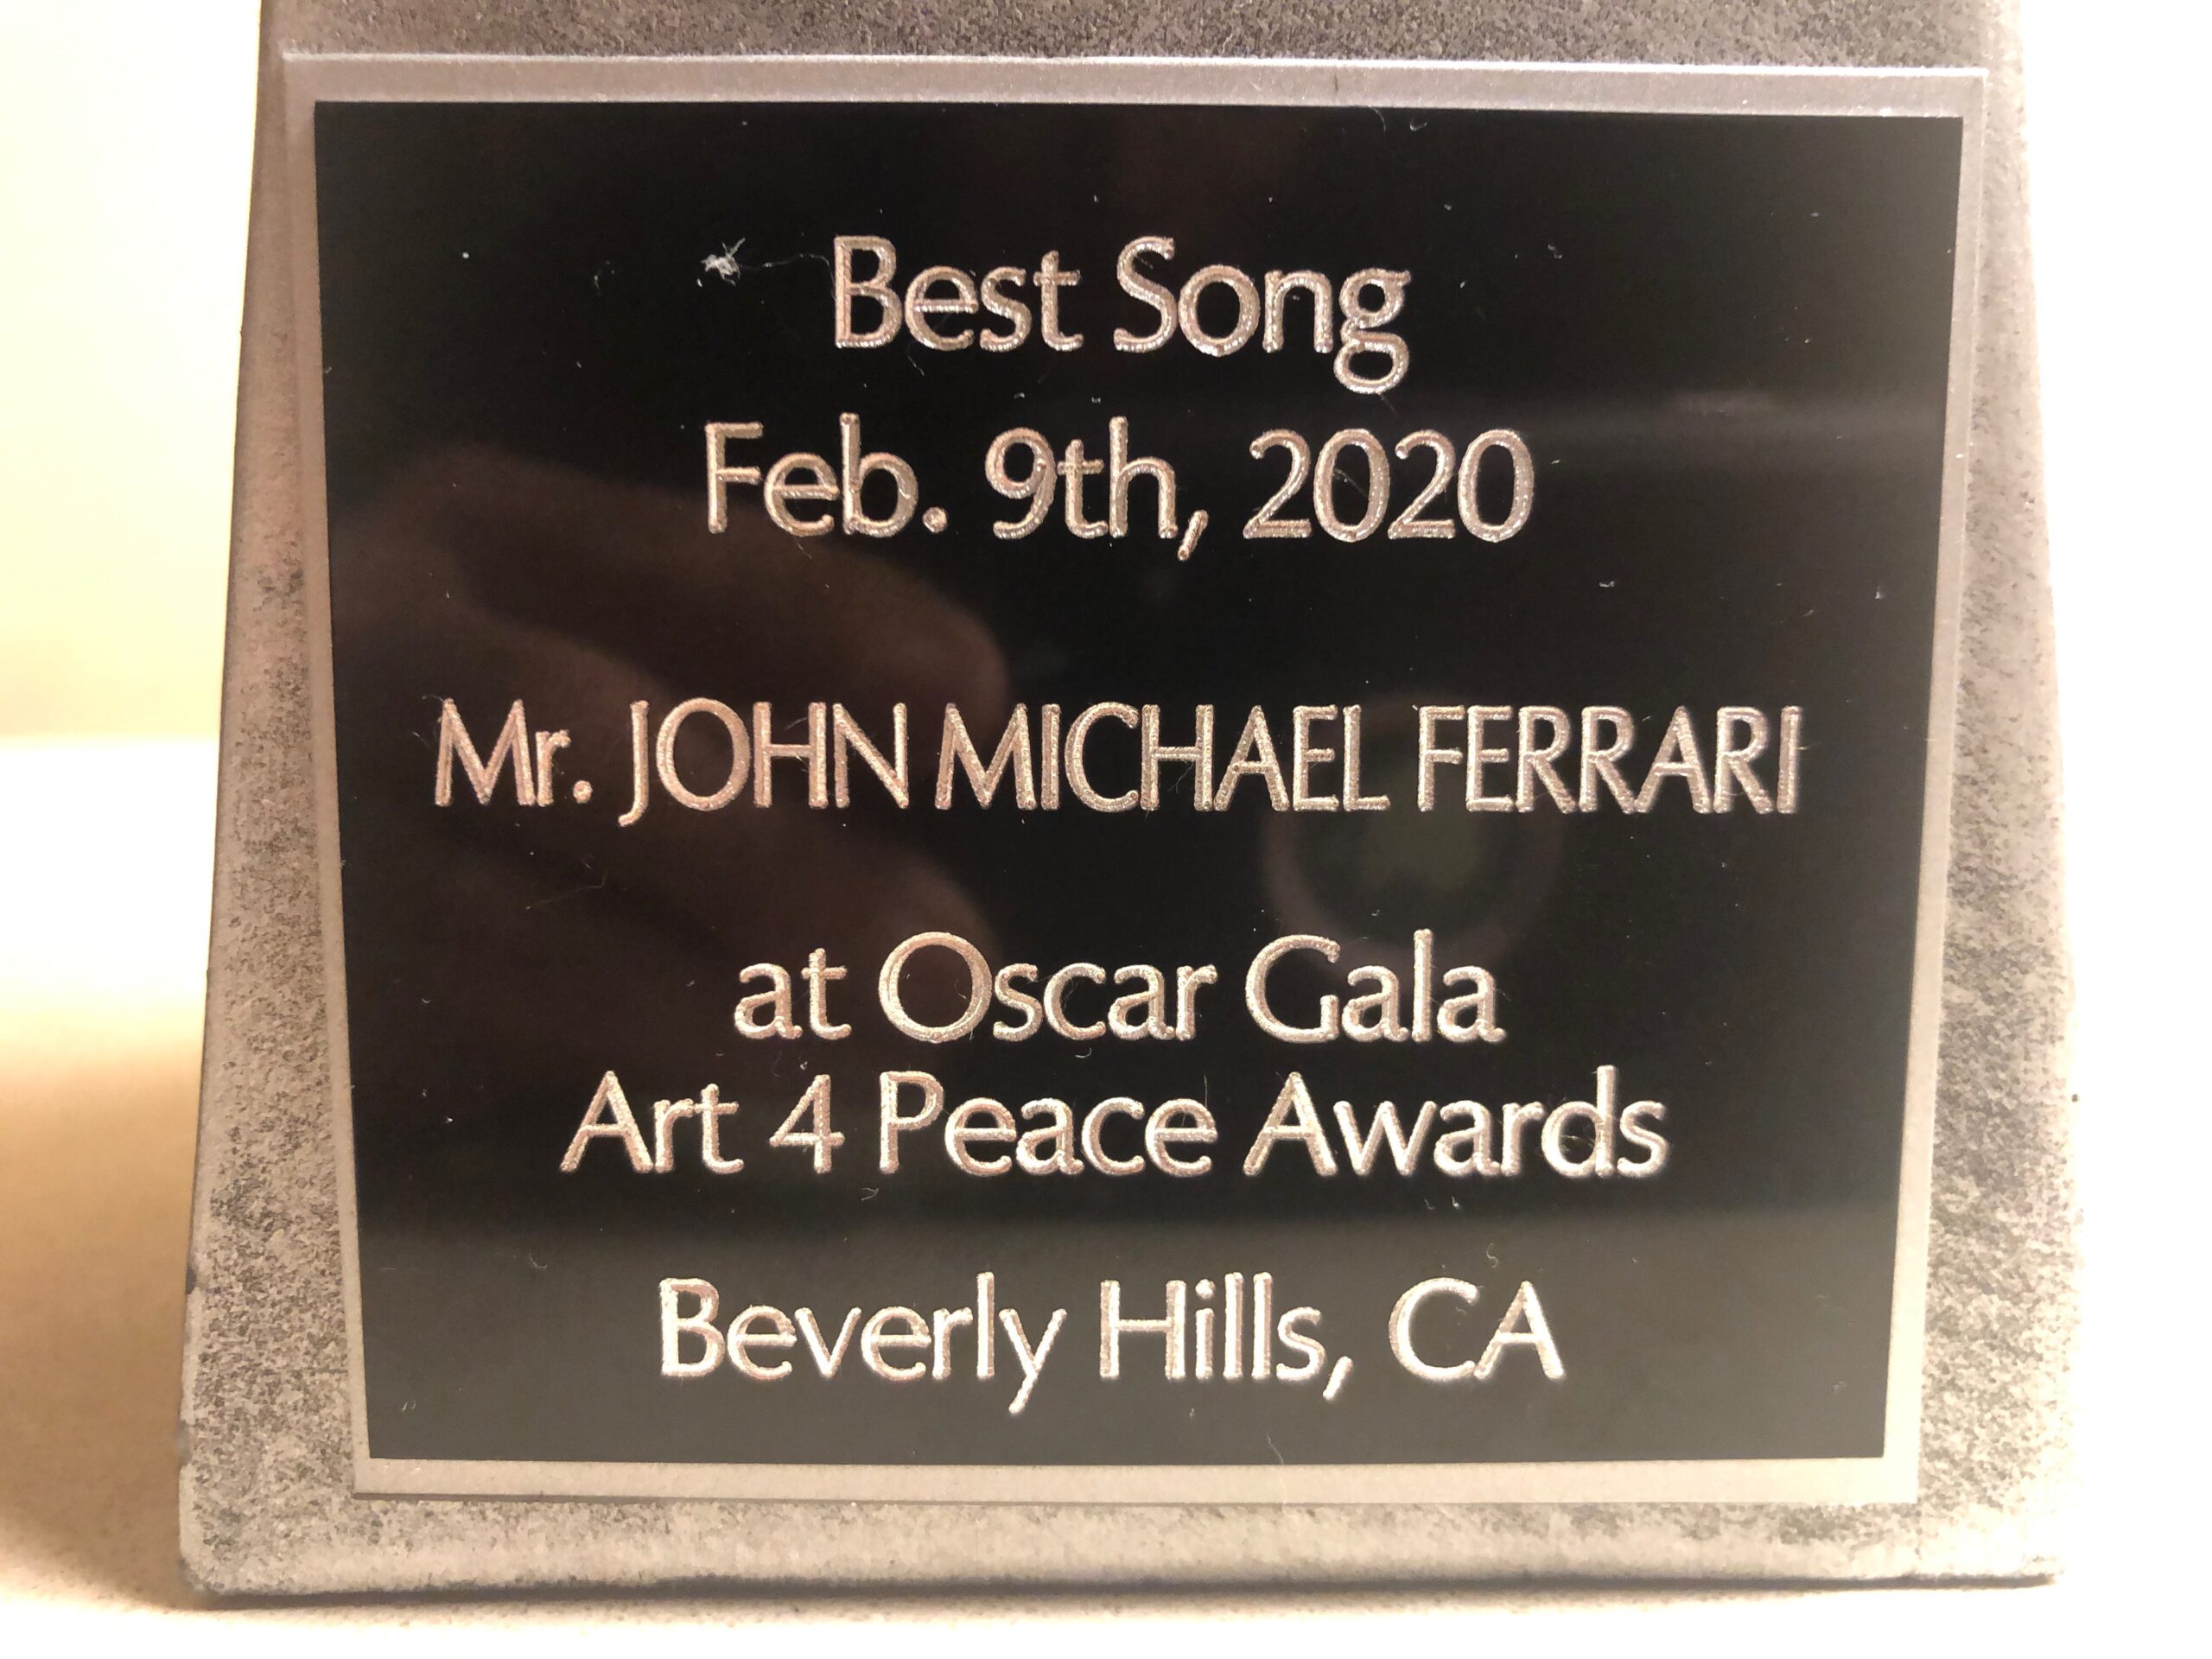 Best Song
Feb. 9th, 2020
Mr. JOHN MICHAEL FERRARI
at Oscar Gala
Art 4 Peace Awards
Beverly Hills, CA